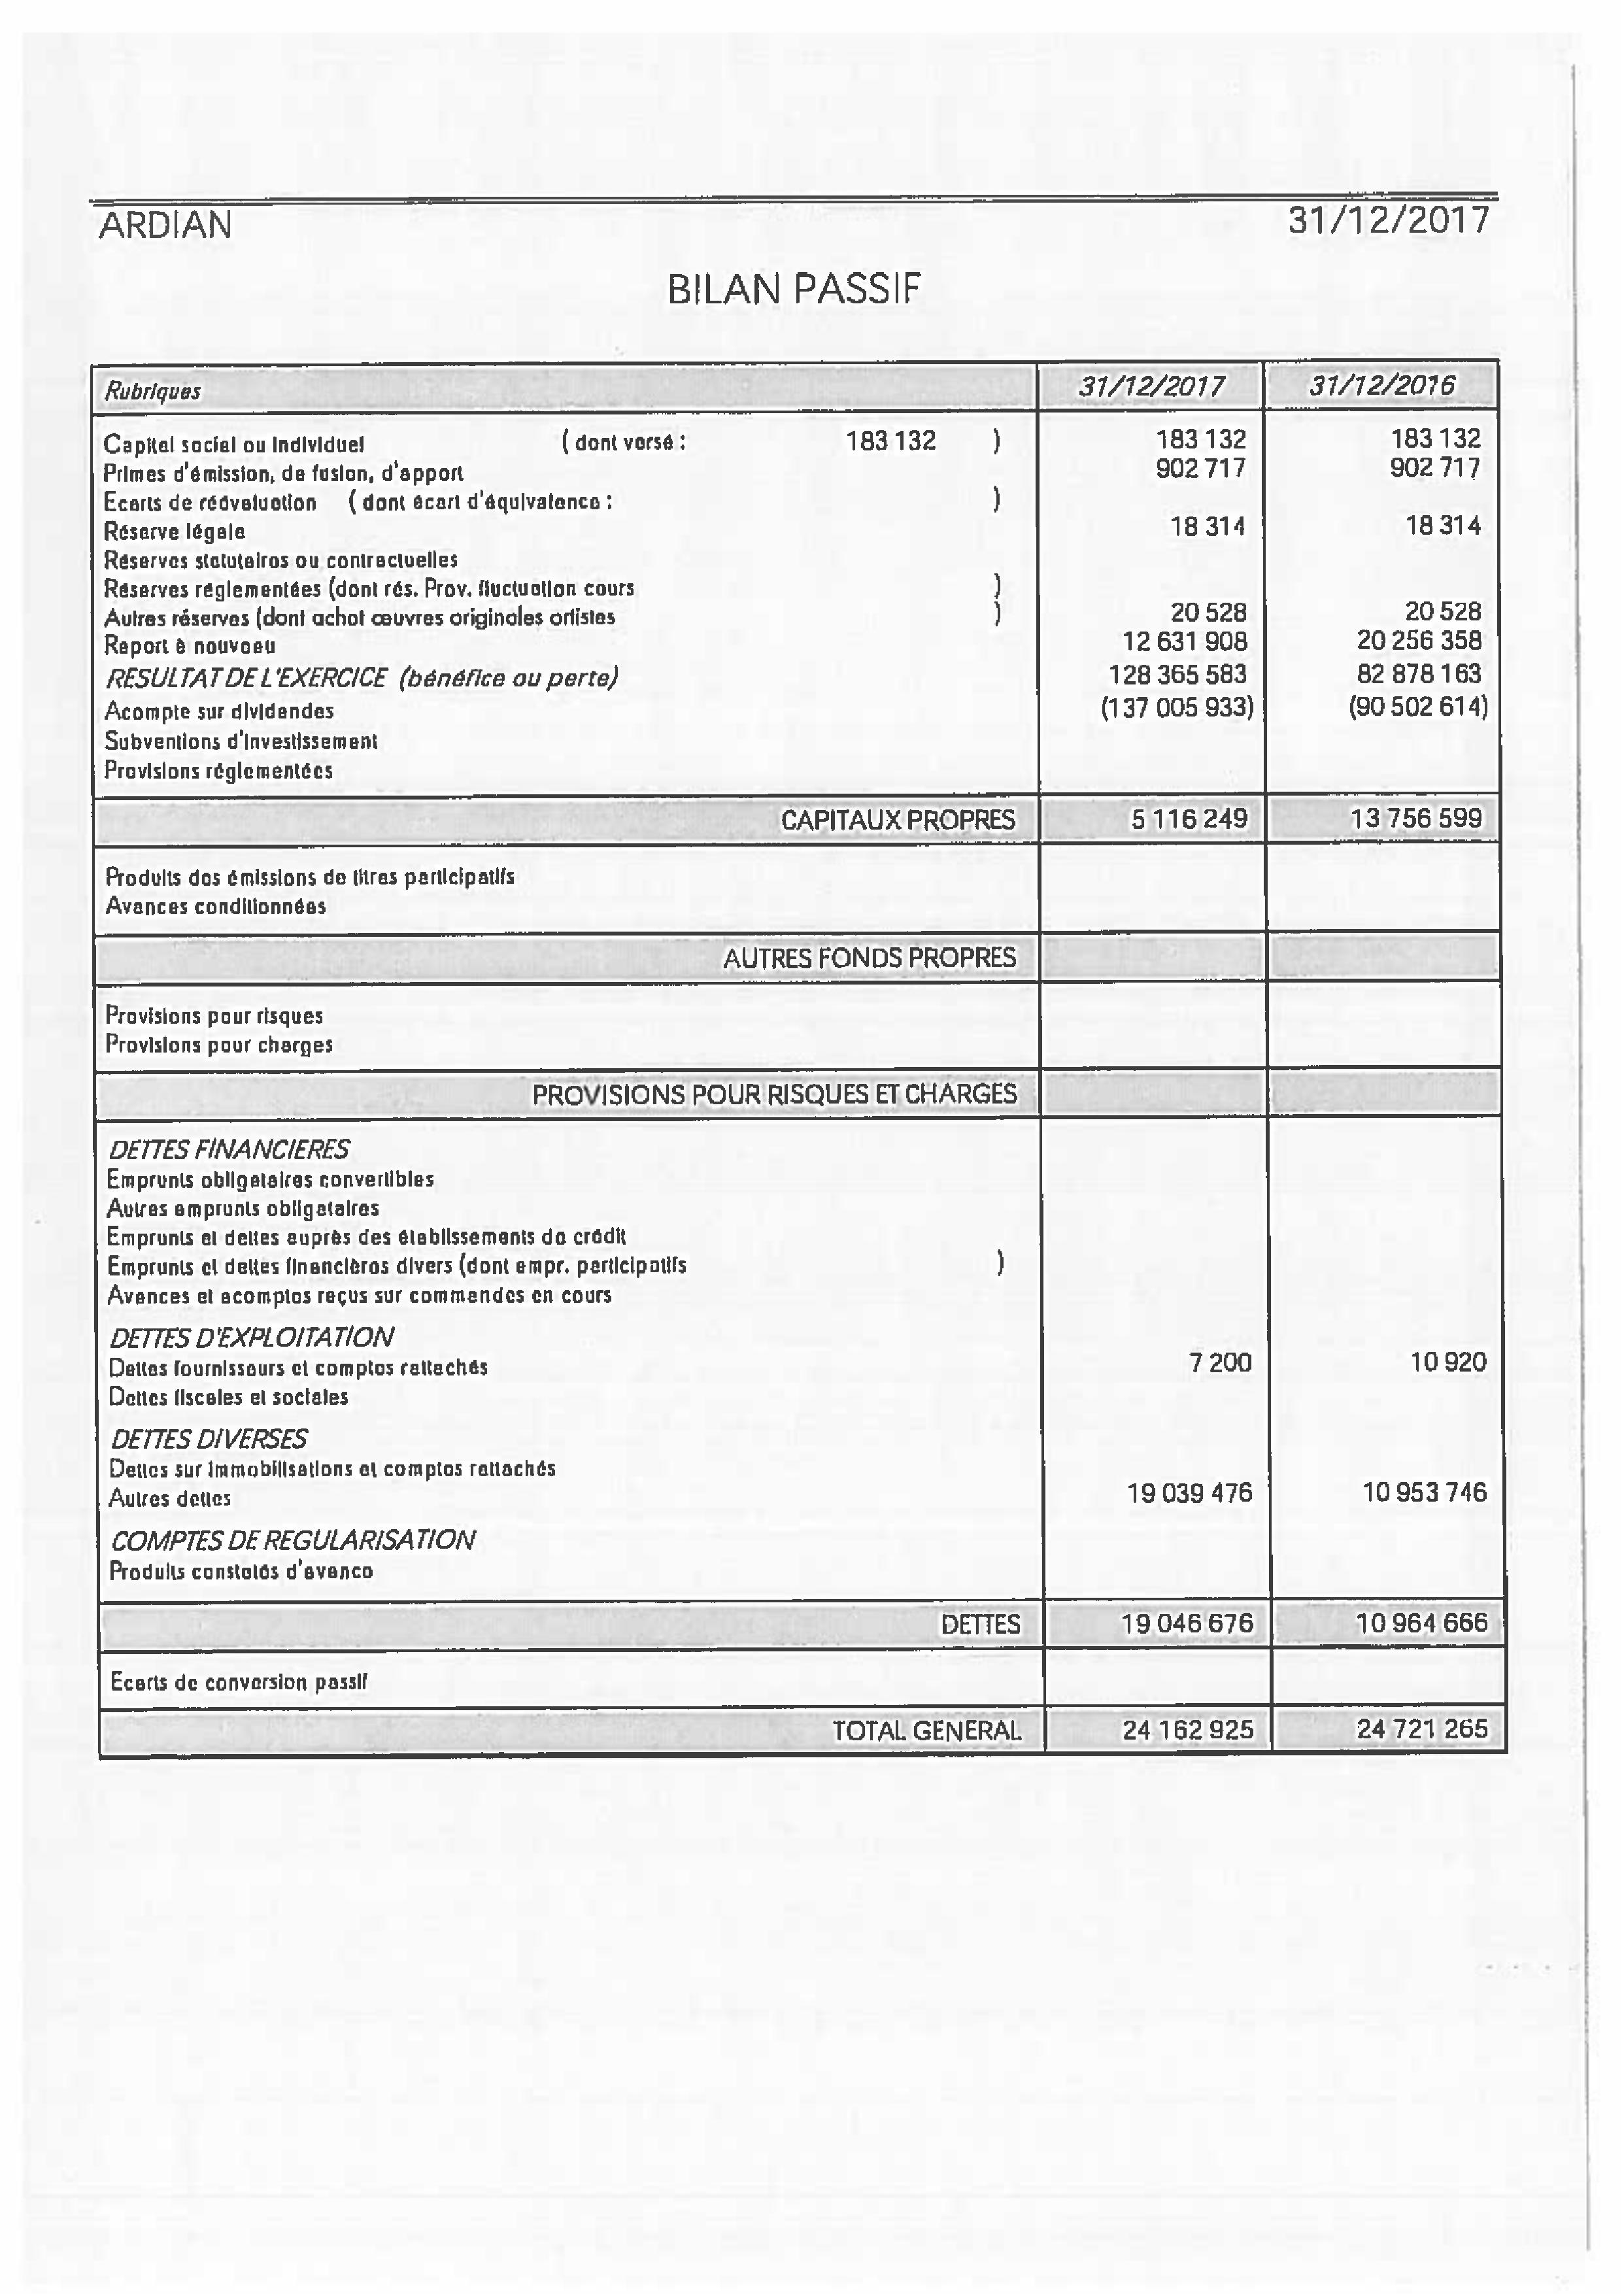 ARDIAN 31/12/2017
BILAN PASSIF
Rubriques 31/12/2017 31/12/2016
Capital social ou Individuel ( dont versé : 183 132 ) 183 132 183 132
Primes d'émission, de fusion, d'apport 902 717 902 717
Ecarts de réévaluation ( dont écart d'équivalence : )
Réserve légale 18 314 18 314
Réserves statutaires ou contractuelles
Réserves réglementées (dont rés. Prov. fluctuation cours )
Autres réserves (dont achat œuvres originales artistes ) 20 528 20 528
Report à nouveau 12 631 908 20 256 358
RESULTAT DE L'EXERCICE (bénéfice ou perte) 128 365 583 82 878 163
Acompte sur dividendes (137 005 933) (90 502 614)
Subventions d'Investissement
Provisions réglementées
CAPITAUX PROPRES 5 116 249 13 756 599
Produits des émissions de titres participatifs
Avances conditionnées
AUTRES FONDS PROPRES
Provisions pour risques
Provisions pour charges
PROVISIONS POUR RISQUES ET CHARGES
DETTES FINANCIERES
Emprunts obligataires convertibles
Autres emprunts obligataires
Emprunts et dettes auprès des établissements de crédit
Emprunts et dettes financières divers (dont empr. participatifs )
Avances et acomptes reçus sur commandes en cours
DETTES D'EXPLOITATION
Dettes fournisseurs et comptes rattachés 7 200 10 920
Dettes fiscales et sociales
DETTES DIVERSES
Dettes sur immobilisations et comptes rattachés
Autres dettes 19 039 476 10 953 746
COMPTES DE REGULARISATION
Produits constatés d'avance
DETTES 19 046 676 10 964 666
Ecarts de conversion passif
TOTAL GENERAL 24 162 925 24 721 265